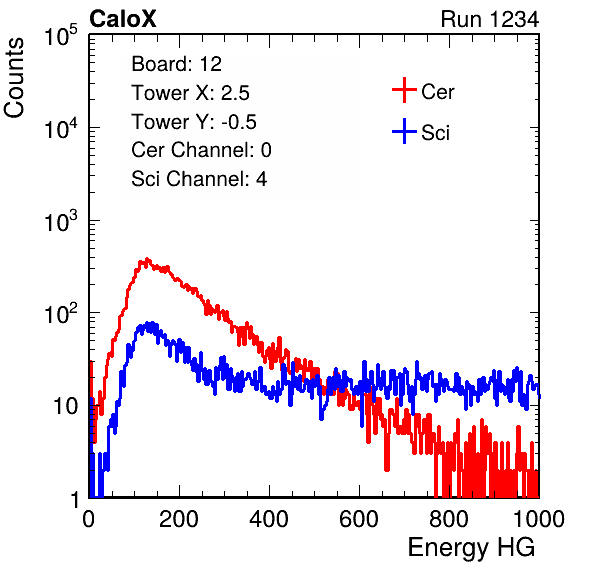 CaloX Run 1234
Counts
Board: 12
Tower X: 2.5
Tower Y: -0.5
Cer Channel: 0
Sci Channel: 4
Cer
Sci
10^5
10^4
10^3
10^2
10
1
0 200 400 600 800 1000
Energy HG